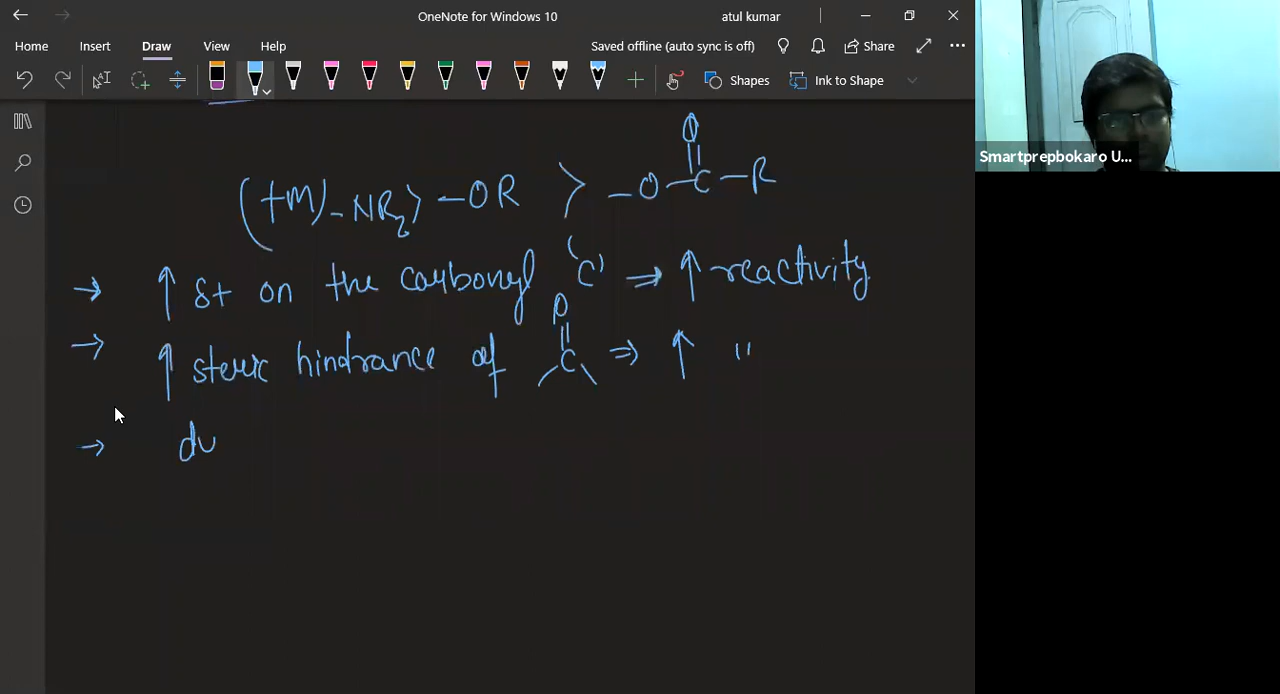 OneNote for Windows 10
atul kumar
Home Insert Draw View Help
Saved offline (auto sync is off)
Share
Shapes
Ink to Shape
Smartprepbokaro U...
O
(+M) -NR2 > -OR > -O-C-R
→ ↑ δ+ on the carbonyl 'C' ⇒ ↑ reactivity
O
→ ↑ steric hindrance of C ⇒ ↑ "
→ du